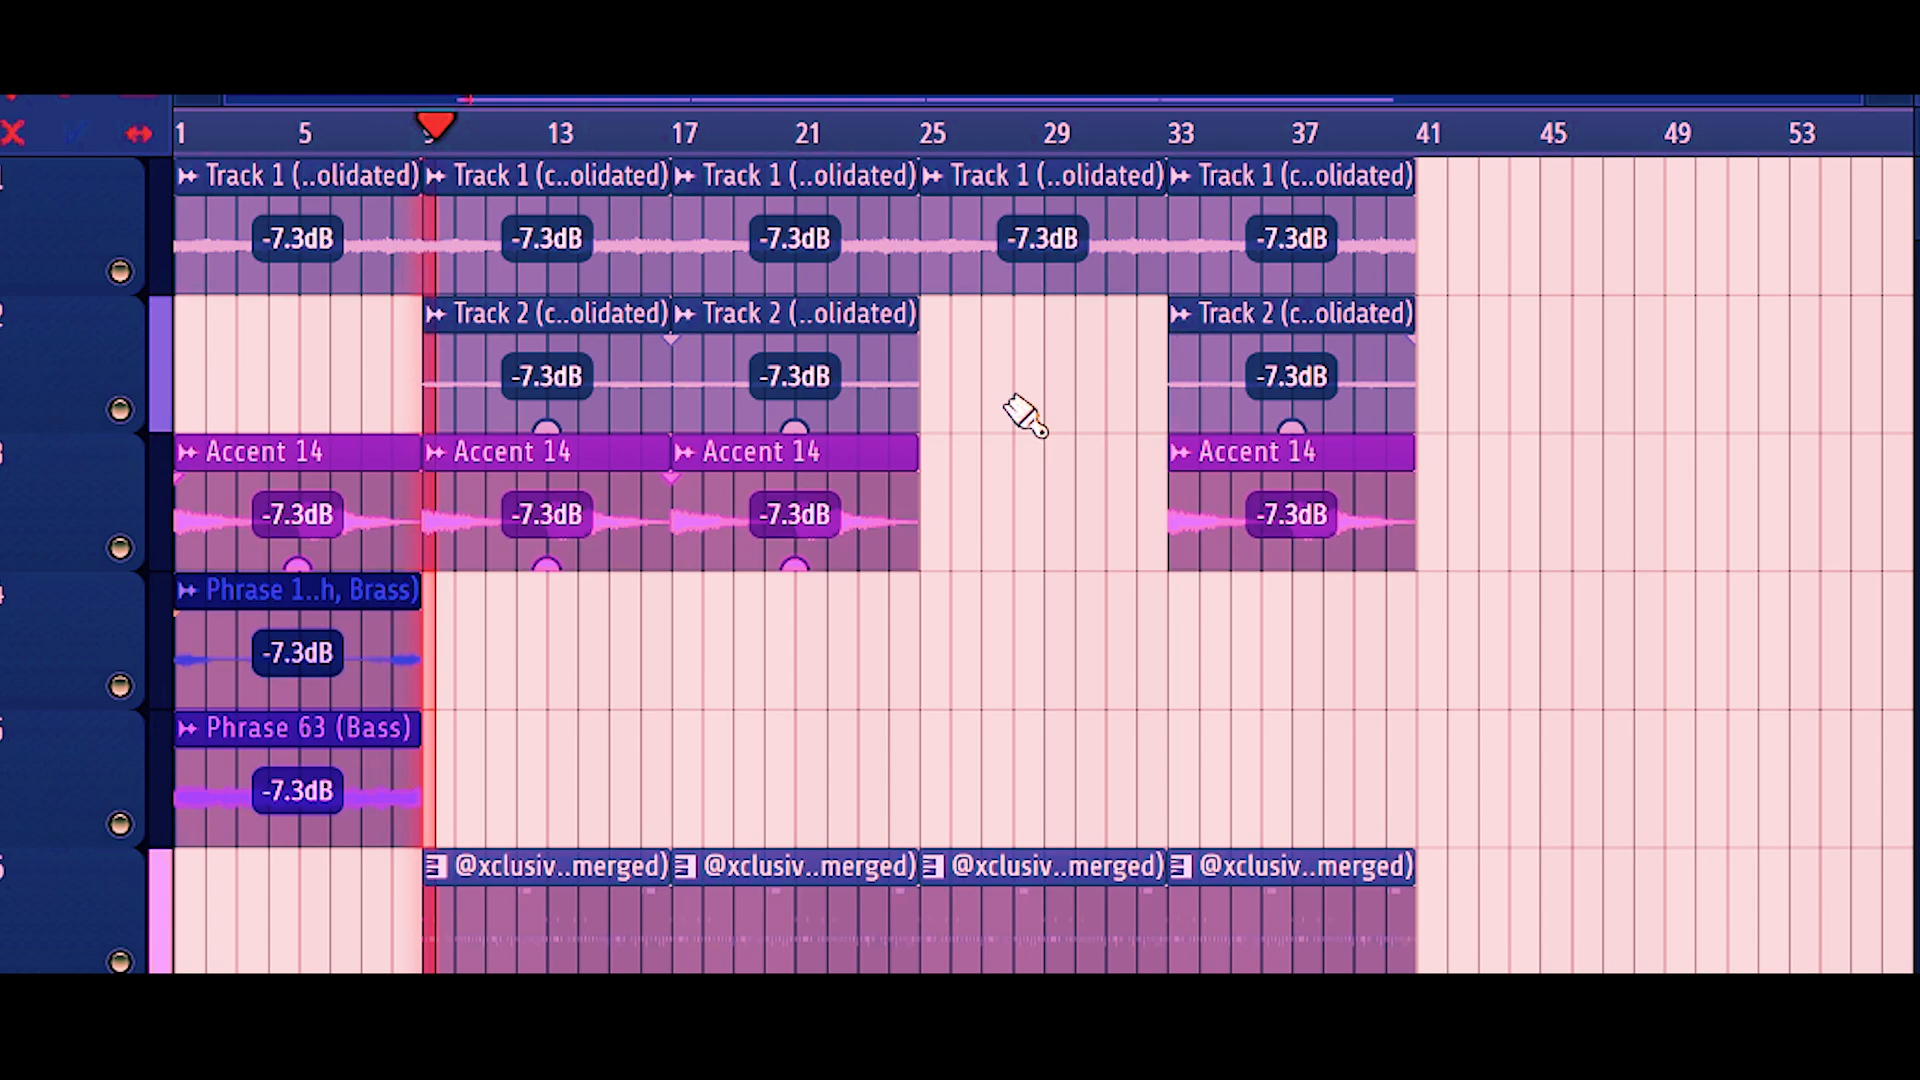 1 5 9 13 17 21 25 29 33 37 41 45 49 53
Track 1 (..olidated) Track 1 (c..olidated) Track 1 (..olidated) Track 1 (..olidated) Track 1 (c..olidated)
-7.3dB -7.3dB -7.3dB -7.3dB -7.3dB
Track 2 (c..olidated) Track 2 (..olidated) Track 2 (c..olidated)
-7.3dB -7.3dB -7.3dB
Accent 14 Accent 14 Accent 14 Accent 14
-7.3dB -7.3dB -7.3dB -7.3dB
Phrase 1..h, Brass)
-7.3dB
Phrase 63 (Bass)
-7.3dB
@xclusiv..merged) @xclusiv..merged) @xclusiv..merged) @xclusiv..merged)